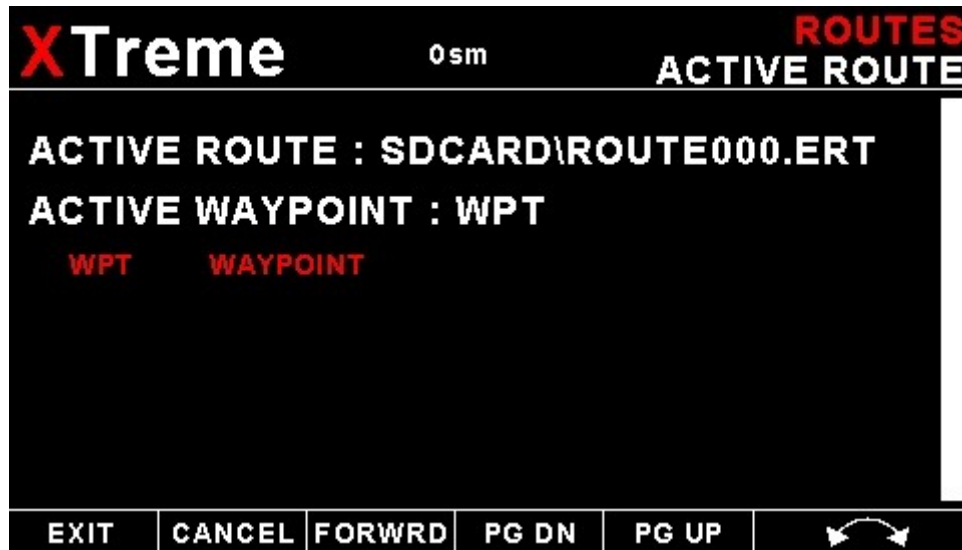 XTreme 0sm ROUTES
ACTIVE ROUTE
ACTIVE ROUTE : SDCARD\ROUTE000.ERT
ACTIVE WAYPOINT : WPT
WPT WAYPOINT
EXIT CANCEL FORWRD PG DN PG UP